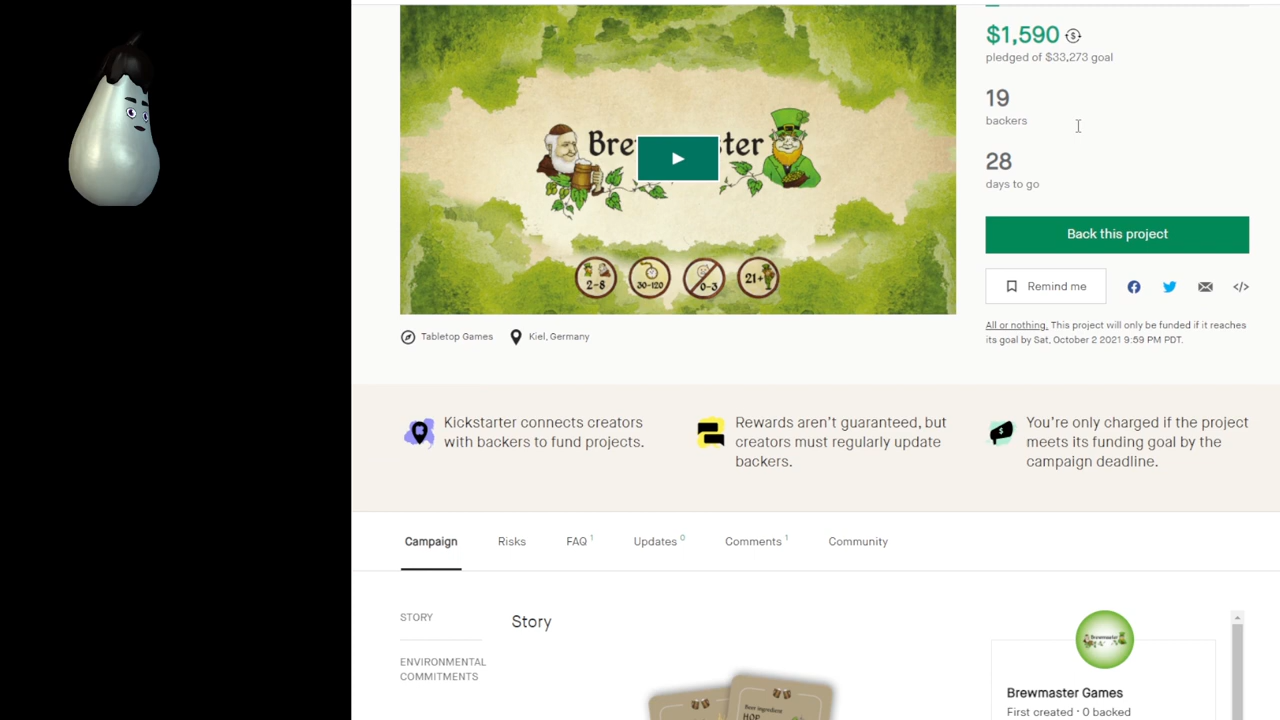 $1,590
pledged of $33,273 goal
19
backers
28
days to go
Back this project
Remind me
All or nothing. This project will only be funded if it reaches
its goal by Sat, October 2 2021 9:59 PM PDT.
Bre ter
2-8
30-120
0-3
21+
Tabletop Games
Kiel, Germany
Kickstarter connects creators
with backers to fund projects.
Rewards aren't guaranteed, but
creators must regularly update
backers.
You're only charged if the project
meets its funding goal by the
campaign deadline.
Campaign
Risks
FAQ 1
Updates 0
Comments 1
Community
STORY
ENVIRONMENTAL
COMMITMENTS
Story
Beer ingredient
HOP
Brewmaster
Brewmaster Games
First created · 0 backed